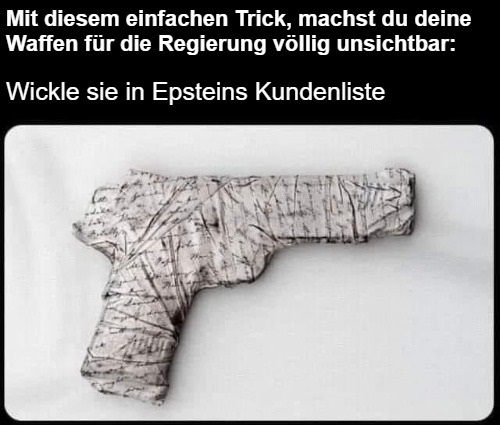 Mit diesem einfachen Trick, machst du deine
Waffen für die Regierung völlig unsichtbar:
Wickle sie in Epsteins Kundenliste